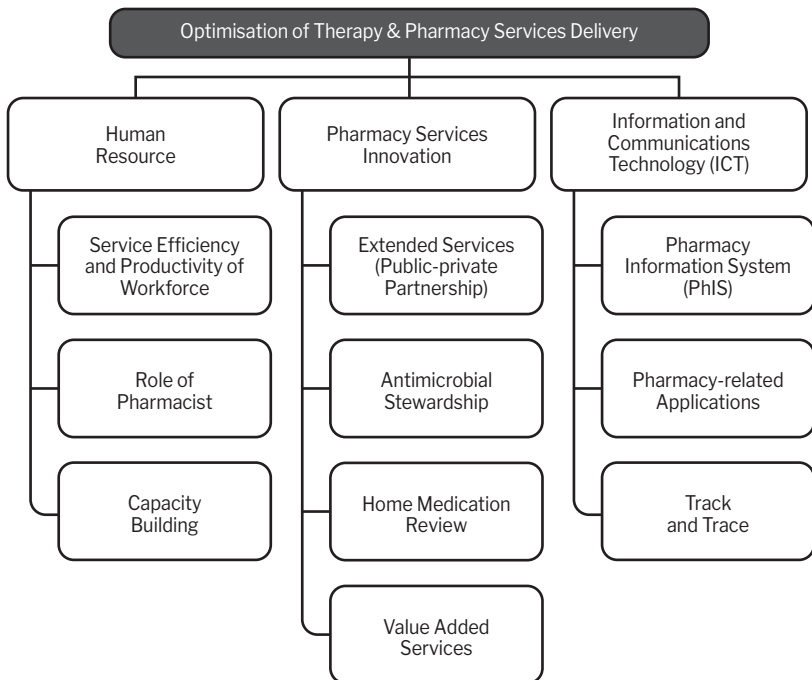 Optimisation of Therapy & Pharmacy Services Delivery
Human
Resource
Pharmacy Services
Innovation
Information and
Communications
Technology (ICT)
Service Efficiency
and Productivity of
Workforce
Role of
Pharmacist
Capacity
Building
Extended Services
(Public-private
Partnership)
Antimicrobial
Stewardship
Home Medication
Review
Value Added
Services
Pharmacy
Information System
(PhIS)
Pharmacy-related
Applications
Track
and Trace